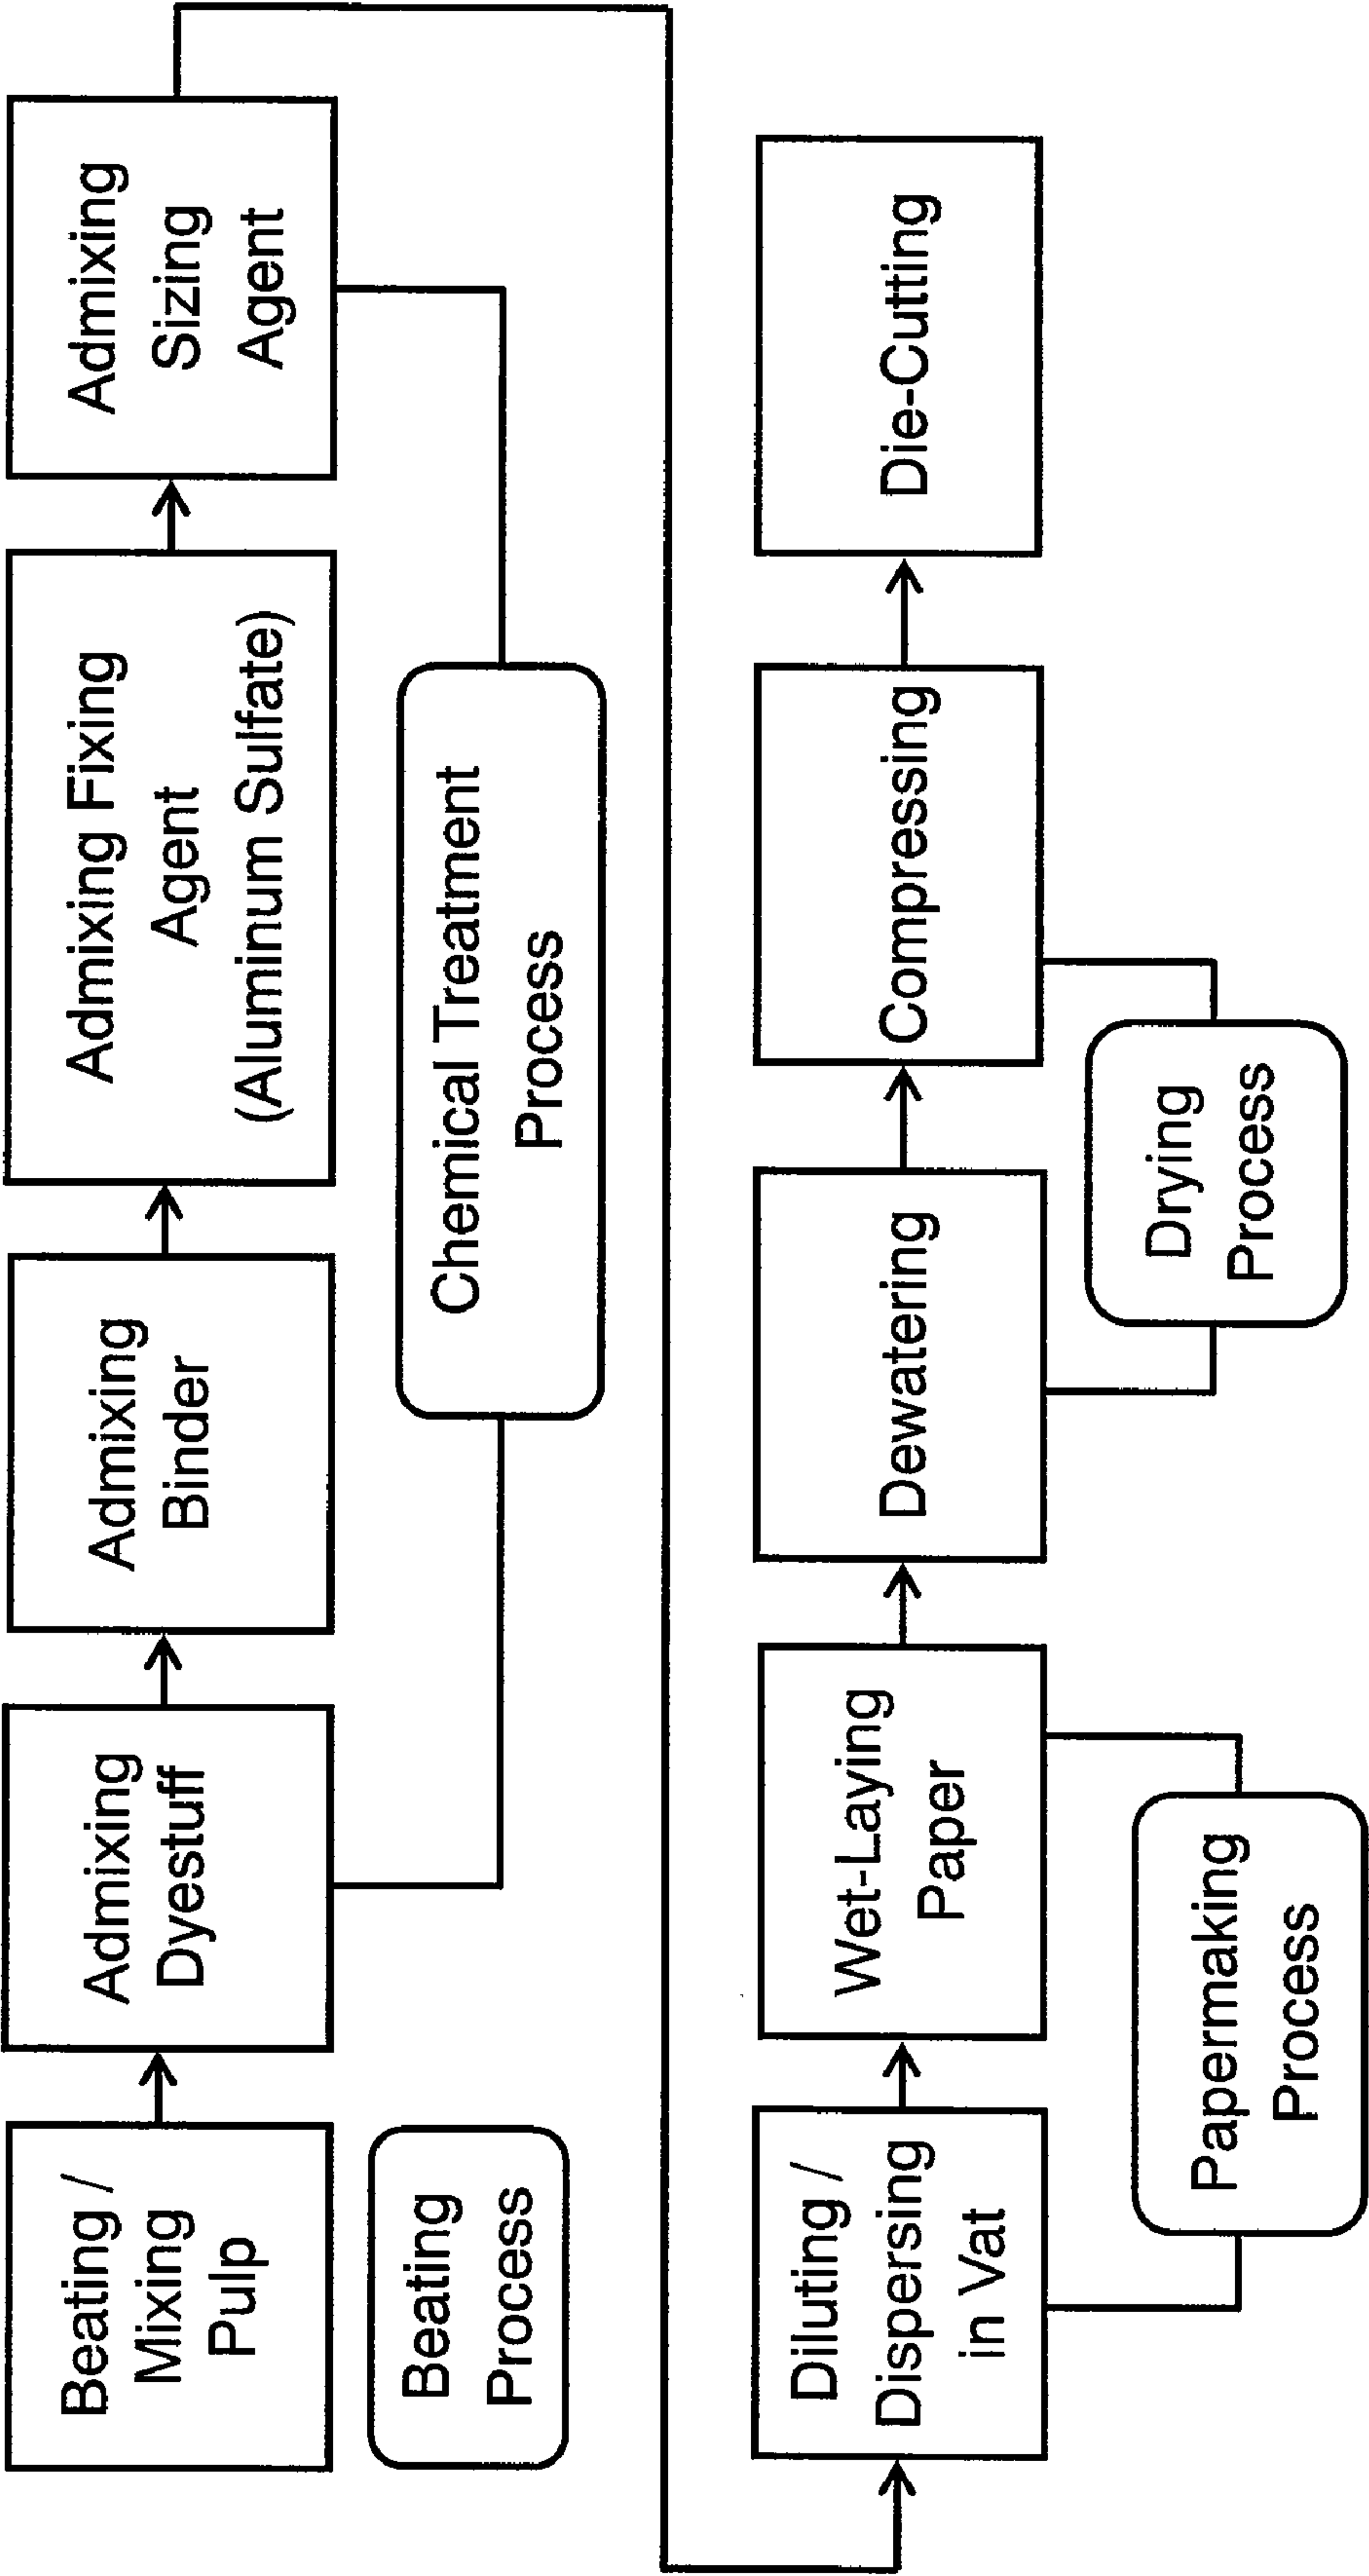 Beating /
Mixing
Pulp
Admixing
Dyestuff
Admixing
Binder
Admixing Fixing
Agent
(Aluminum Sulfate)
Admixing
Sizing
Agent
Beating
Process
Chemical Treatment
Process
Diluting /
Dispersing
in Vat
Wet-Laying
Paper
Dewatering
Compressing
Die-Cutting
Papermaking
Process
Drying
Process